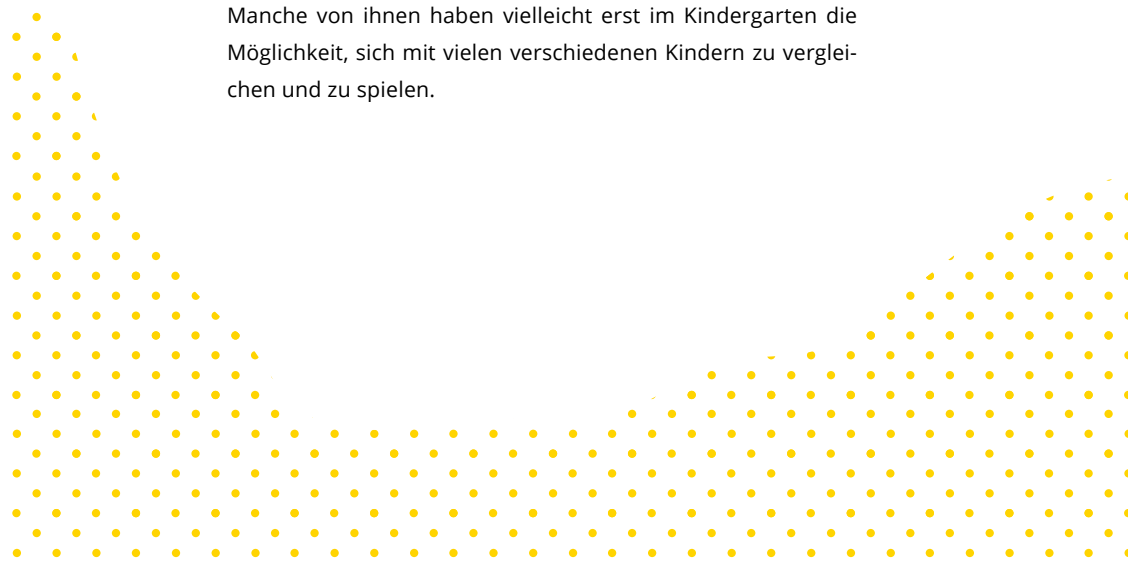 Manche von ihnen haben vielleicht erst im Kindergarten die
Möglichkeit, sich mit vielen verschiedenen Kindern zu verglei-
chen und zu spielen.